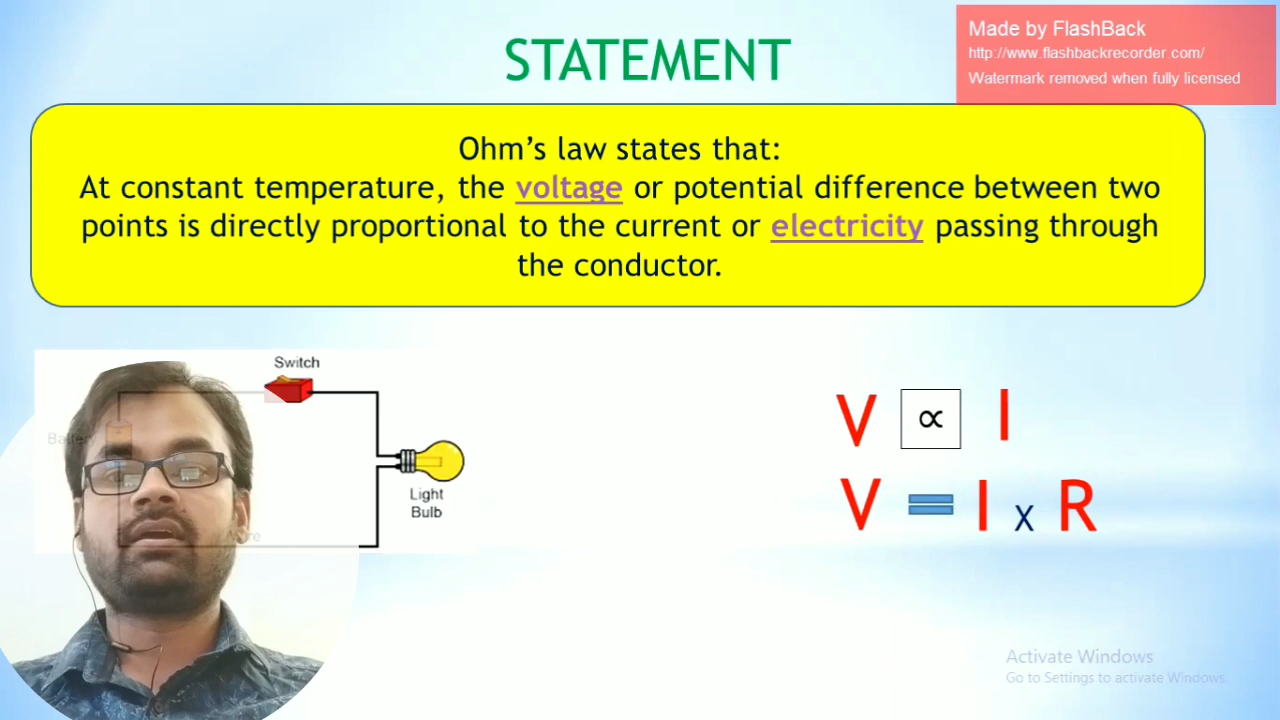 STATEMENT
Made by FlashBack
http://www.flashbackrecorder.com/
Watermark removed when fully licensed
Ohm's law states that:
At constant temperature, the voltage or potential difference between two
points is directly proportional to the current or electricity passing through
the conductor.
Switch
Light
Bulb
V ∝ I
V = I x R
Activate Windows
Go to Settings to activate Windows.